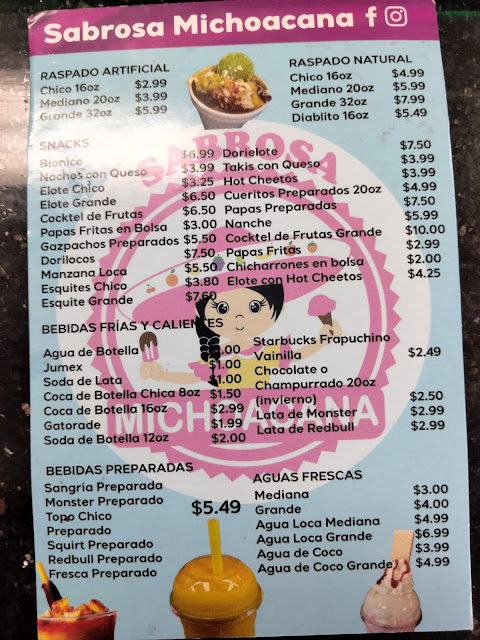 Sabrosa Michoacana f
RASPADO ARTIFICIAL
Chico 16oz $2.99
Mediano 20oz $3.99
Grande 32oz $5.99
RASPADO NATURAL
Chico 16oz $4.99
Mediano 20oz $5.99
Grande 32oz $7.99
Diablito 16oz $5.49
SABROSA
MICHOACANA
SNACKS
Bionico $6.99
Nachos con Queso $3.99
Elote Chico $3.25
Elote Grande $6.50
Cocktel de Frutas $6.50
Papas Fritas en Bolsa $3.00
Gazpachos Preparados $5.50
Dorilocos $7.50
Manzana Loca $5.50
Esquites Chico $3.80
Esquite Grande $7.60
Dorielote $7.50
Takis con Queso $3.99
Hot Cheetos $3.99
Cueritos Preparados 20oz $4.99
Papas Preparadas $7.50
Nanche $5.99
Cocktel de Frutas Grande $10.00
Papas Fritas $2.99
Chicharrones en bolsa $2.00
Elote con Hot Cheetos $4.25
BEBIDAS FRÍAS Y CALIENTES
Agua de Botella $1.00
Jumex $1.00
Soda de Lata $1.00
Coca de Botella Chica 8oz $1.50
Coca de Botella 16oz $2.99
Gatorade $1.99
Soda de Botella 12oz $2.00
Starbucks Frapuchino
Vainilla $2.49
Chocolate o
Champurrado 20oz
(invierno) $2.50
Lata de Monster $2.99
Lata de Redbull $2.99
BEBIDAS PREPARADAS
Sangría Preparada
Monster Preparado
Topo Chico $5.49
Preparado
Squirt Preparado
Redbull Preparado
Fresca Preparado
AGUAS FRESCAS
Mediana $3.00
Grande $4.00
Agua Loca Mediana $4.99
Agua Loca Grande $6.99
Agua de Coco $3.99
Agua de Coco Grande $4.99